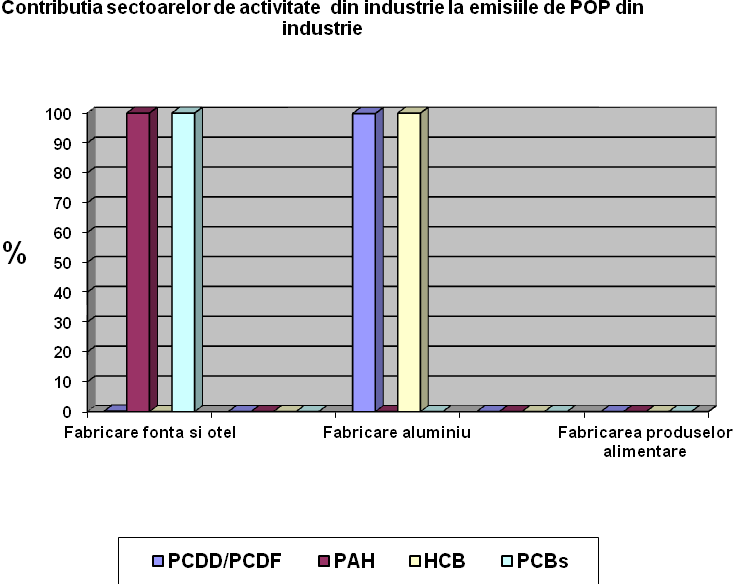 Contributia sectoarelor de activitate din industrie la emisiile de POP din
industrie
100
90
80
70
60
50
40
30
20
10
0
%
Fabricare fonta si otel
Fabricare aluminiu
Fabricarea produselor
alimentare
PCDD/PCDF
PAH
HCB
PCBs